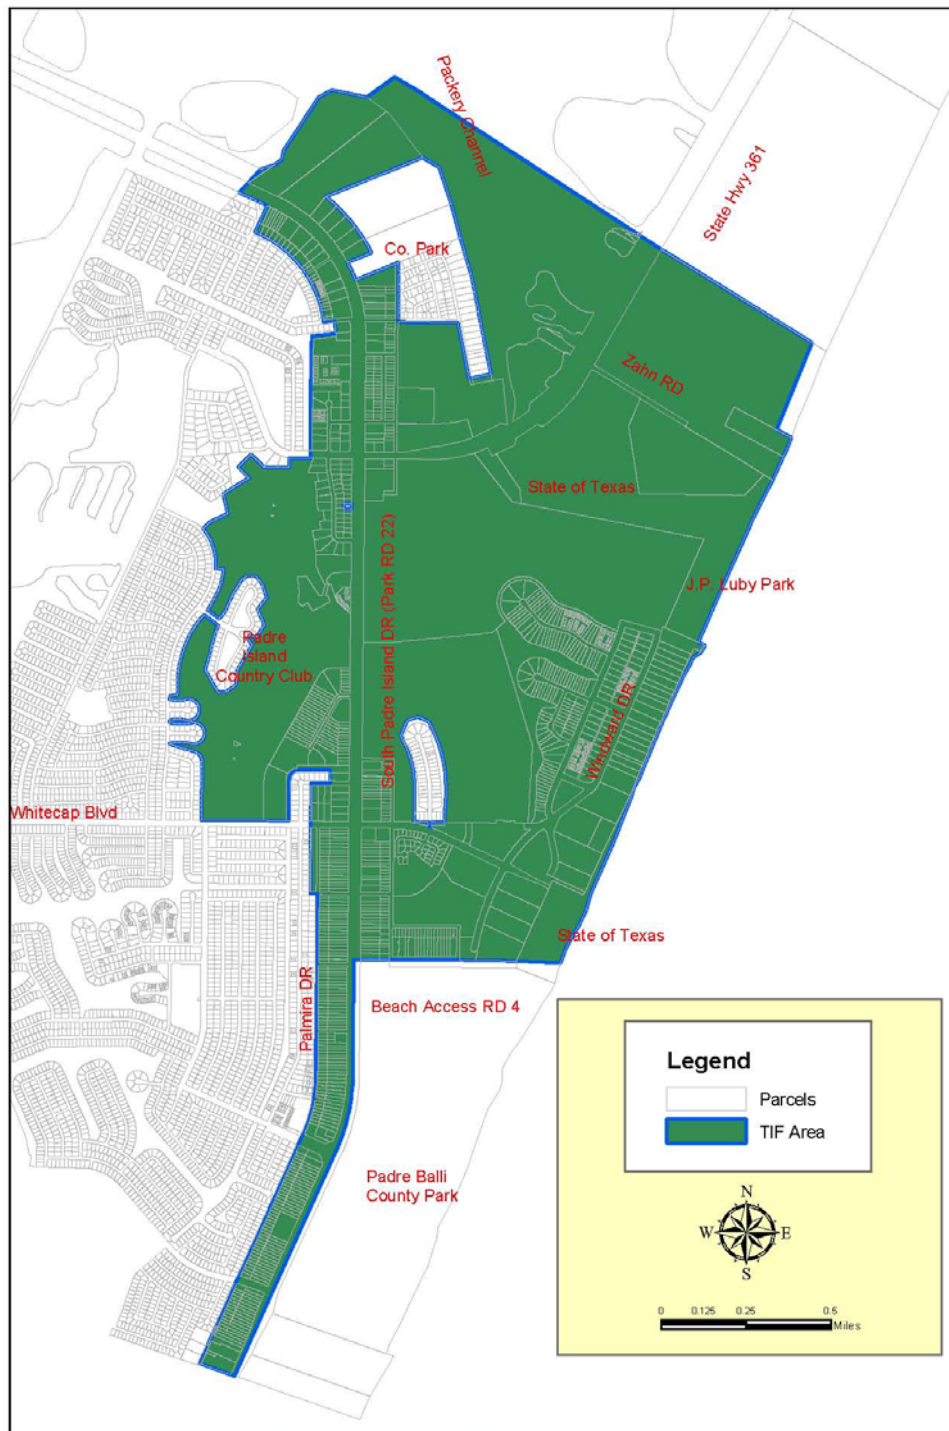 Packery Channel
State Hwy 361
Co. Park
Zahn RD
State of Texas
South Padre Island DR (Park RD 22)
J.P. Luby Park
Padre
Island
Country Club
Windward DR
Whitecap Blvd
State of Texas
Palmira DR
Beach Access RD 4
Padre Balli
County Park
Legend
Parcels
TIF Area
N
W
E
S
0 0.125 0.25 0.5
Miles